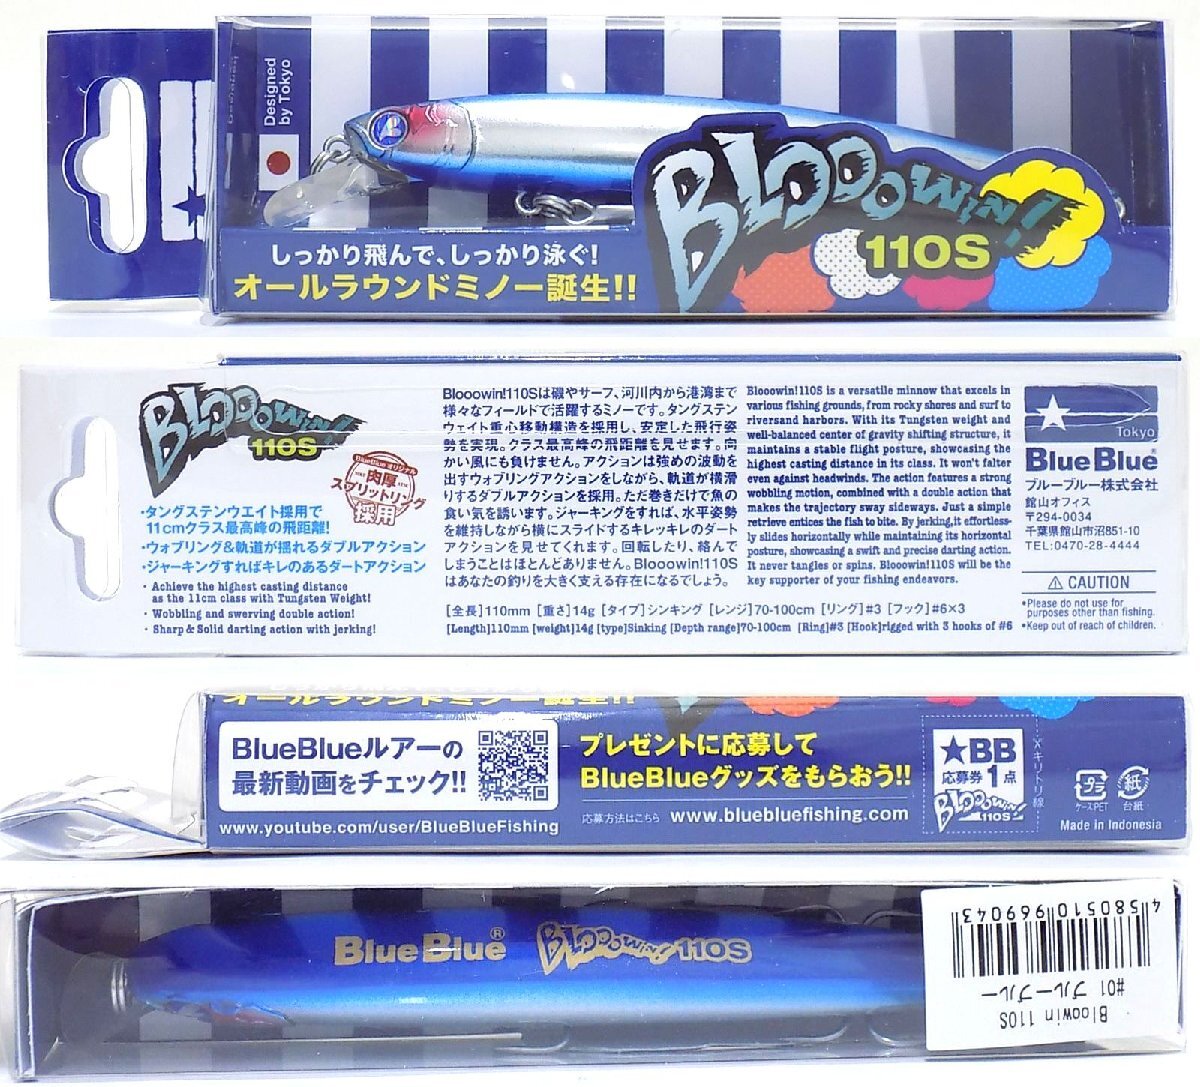 Designed
by Tokyo
BLOOOWIN!
110S
しっかり飛んで、しっかり泳ぐ!
オールラウンドミノー誕生!!
BLOOOWIN!
110S
BlueBlue オリジナル
肉厚
スプリットリング
採用
・タングステンウエイト採用で
11cmクラス最高峰の飛距離!
・ウォブリング&軌道が揺れるダブルアクション
・ジャーキングすればキレのあるダートアクション
・Achieve the highest casting distance
as the 11cm class with Tungsten Weight!
・Wobbling and swerving double action!
・Sharp & Solid darting action with jerking!
Blooowin!110Sは磯やサーフ、河川内から港湾まで
様々なフィールドで活躍するミノーです。タングステン
ウェイト重心移動構造を採用し、安定した飛行姿
勢を実現。クラス最高峰の飛距離を見せます。向
かい風にも負けません。アクションは強めの波動を
出すウォブリングアクションをしながら、軌道が横滑
りするダブルアクションを採用。ただ巻きだけで魚の
食い気を誘います。ジャーキングをすれば、水平姿勢
を維持しながら横にスライドするキレッキレのダート
アクションを見せてくれます。回転したり、絡んで
しまうことはほとんどありません。Blooowin!110S
はあなたの釣りを大きく支える存在になるでしょう。
Blooowin!110S is a versatile minnow that excels in
various fishing grounds, from rocky shores and surf to
riversand harbors. With its Tungsten weight and
well-balanced center of gravity shifting structure, it
maintains a stable flight posture, showcasing the
highest casting distance in its class. It won't falter
even against headwinds. The action features a strong
wobbling motion, combined with a double action that
makes the trajectory sway sideways. Just a simple
retrieve entices the fish to bite. By jerking,it effortless-
ly slides horizontally while maintaining its horizontal
posture, showcasing a swift and precise darting action.
It never tangles or spins. Blooowin!110S will be the
key supporter of your fishing endeavors.
[全長]110mm [重さ]14g [タイプ]シンキング [レンジ]70-100cm [リング]#3 [フック]#6×3
[Length]110mm [weight]14g [type]Sinking [Depth range]70-100cm [Ring]#3 [Hook]rigged with 3 hooks of #6
Tokyo
BlueBlue®
ブルーブルー株式会社
館山オフィス
〒294-0034
千葉県館山市沼851-10
TEL:0470-28-4444
⚠ CAUTION
•Please do not use for
purposes other than fishing.
•Keep out of reach of children.
オールラウンドミノー誕生!!
BlueBlueルアーの
最新動画をチェック!!
www.youtube.com/user/BlueBlueFishing
プレゼントに応募して
BlueBlueグッズをもらおう!!
応募方法はこちら www.bluebluefishing.com
★BB
応募券1点
BLOOOWIN!
110S
キリトリ線
プラ
ケースPET
紙
台紙
Made in Indonesia
BlueBlue® BLOOOWIN! 110S
4 580510 969043
#01 ブルーブルー
Bloowin 110S